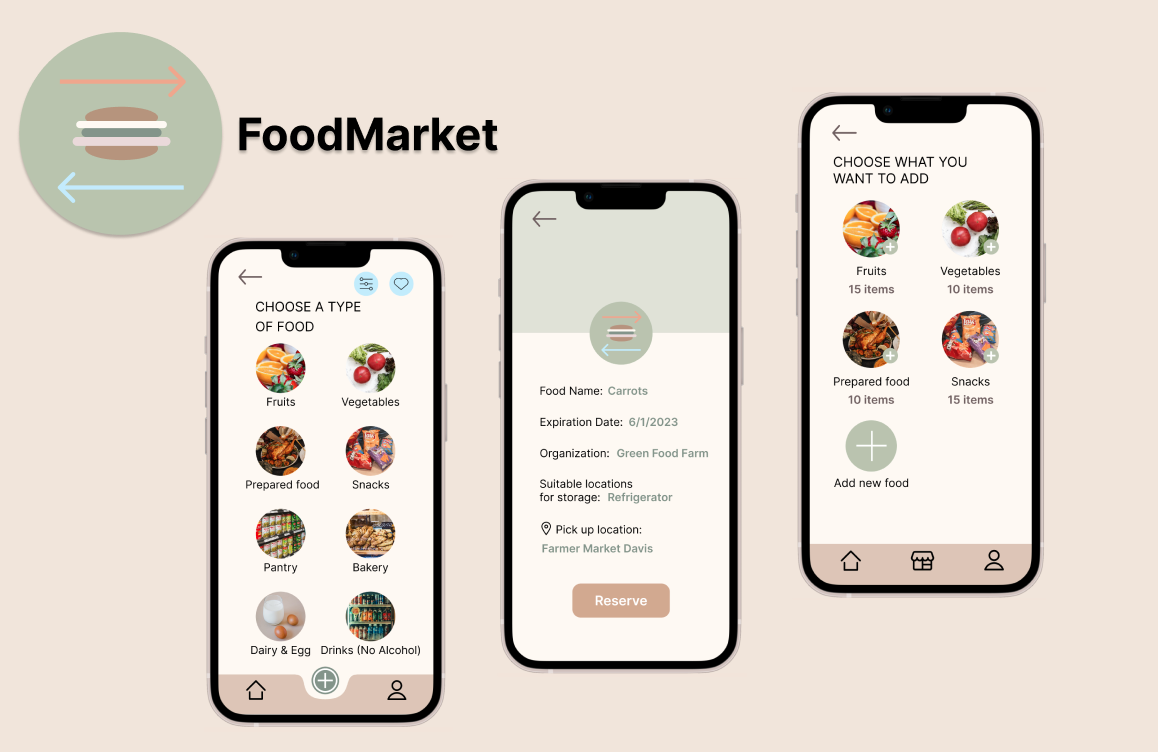 FoodMarket
CHOOSE A TYPE
OF FOOD
Fruits
Vegetables
Prepared food
Snacks
Pantry
Bakery
Dairy & Egg
Drinks (No Alcohol)
Food Name: Carrots
Expiration Date: 6/1/2023
Organization: Green Food Farm
Suitable locations
for storage: Refrigerator
Pick up location:
Farmer Market Davis
Reserve
CHOOSE WHAT YOU
WANT TO ADD
Fruits
15 items
Vegetables
10 items
Prepared food
10 items
Snacks
15 items
Add new food